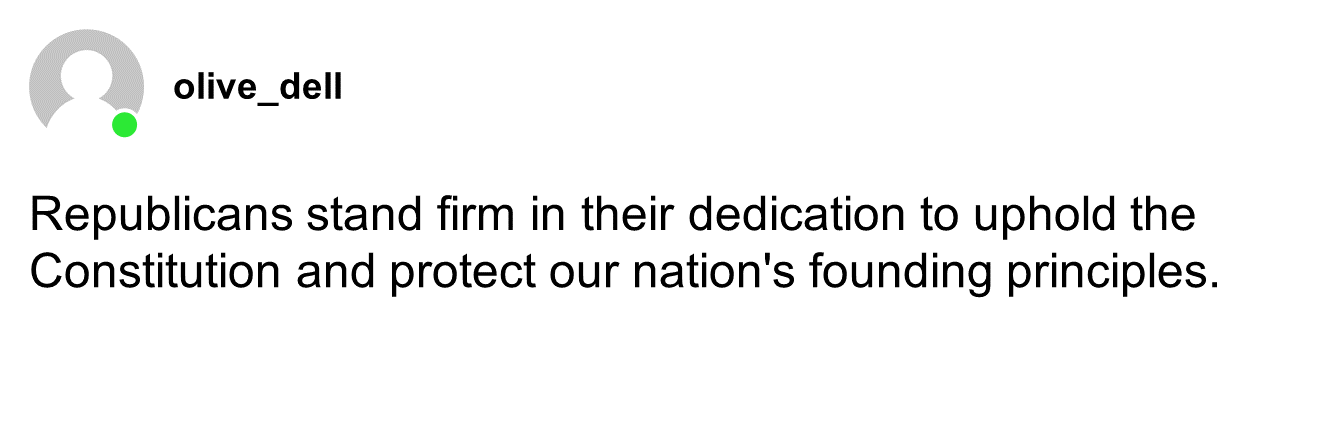 olive_dell
Republicans stand firm in their dedication to uphold the
Constitution and protect our nation's founding principles.